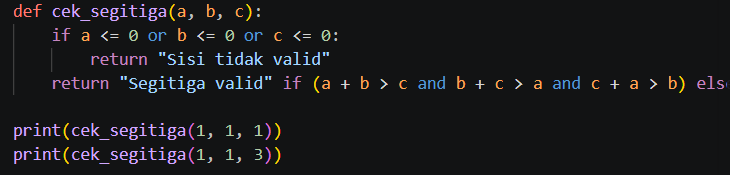 def cek_segitiga(a, b, c):
    if a <= 0 or b <= 0 or c <= 0:
        return "Sisi tidak valid"
    return "Segitiga valid" if (a + b > c and b + c > a and c + a > b)
print(cek_segitiga(1, 1, 1))
print(cek_segitiga(1, 1, 3))